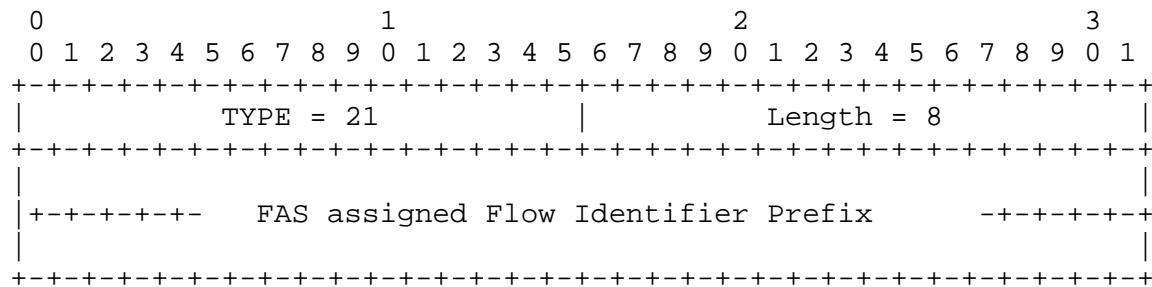 0                   1                   2                   3
 0 1 2 3 4 5 6 7 8 9 0 1 2 3 4 5 6 7 8 9 0 1 2 3 4 5 6 7 8 9 0 1
+-+-+-+-+-+-+-+-+-+-+-+-+-+-+-+-+-+-+-+-+-+-+-+-+-+-+-+-+-+-+-+-+
|           TYPE = 21           |          Length = 8           |
+-+-+-+-+-+-+-+-+-+-+-+-+-+-+-+-+-+-+-+-+-+-+-+-+-+-+-+-+-+-+-+-+
|                                                               |
|+-+-+-+-+-   FAS assigned Flow Identifier Prefix      -+-+-+-+-+
|                                                               |
+-+-+-+-+-+-+-+-+-+-+-+-+-+-+-+-+-+-+-+-+-+-+-+-+-+-+-+-+-+-+-+-+